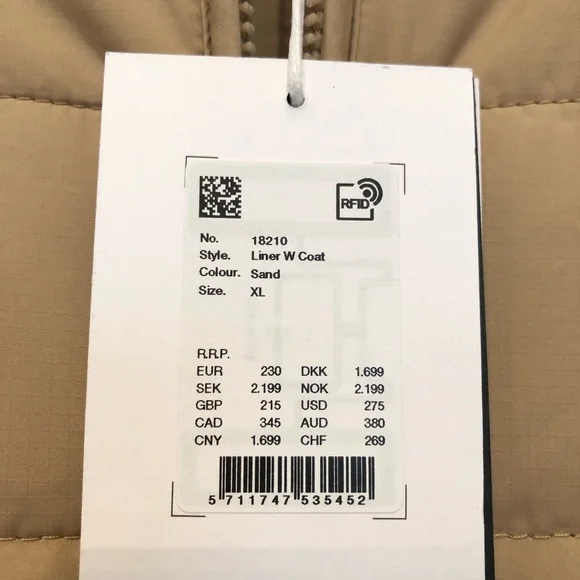 RFID
No. 18210
Style. Liner W Coat
Colour. Sand
Size. XL
R.R.P.
EUR 230 DKK 1.699
SEK 2.199 NOK 2.199
GBP 215 USD 275
CAD 345 AUD 380
CNY 1.699 CHF 269
5 711747 535452